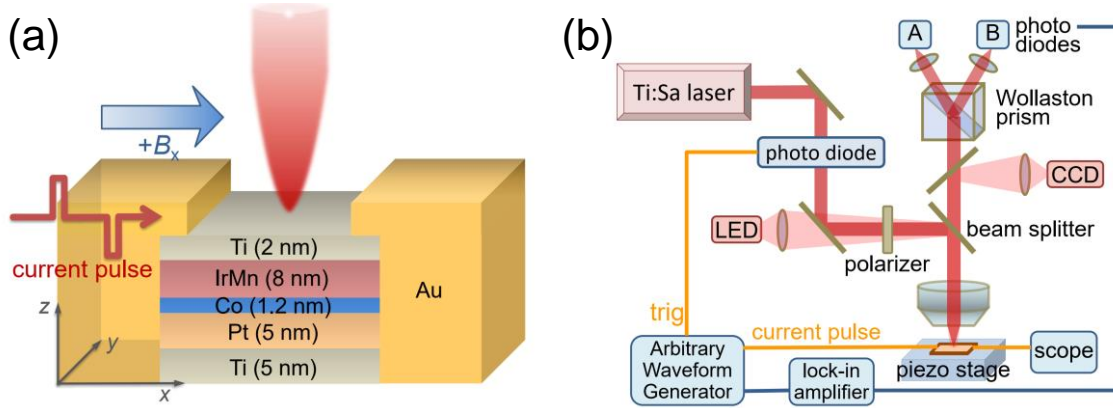 (a)
+Bx
current pulse
Ti (2 nm)
IrMn (8 nm)
Co (1.2 nm)
Pt (5 nm)
Ti (5 nm)
Au
z
y
x
(b)
A
B
photo
diodes
Ti:Sa laser
Wollaston
prism
photo diode
CCD
LED
beam splitter
polarizer
trig
current pulse
Arbitrary
Waveform
Generator
lock-in
amplifier
piezo stage
scope